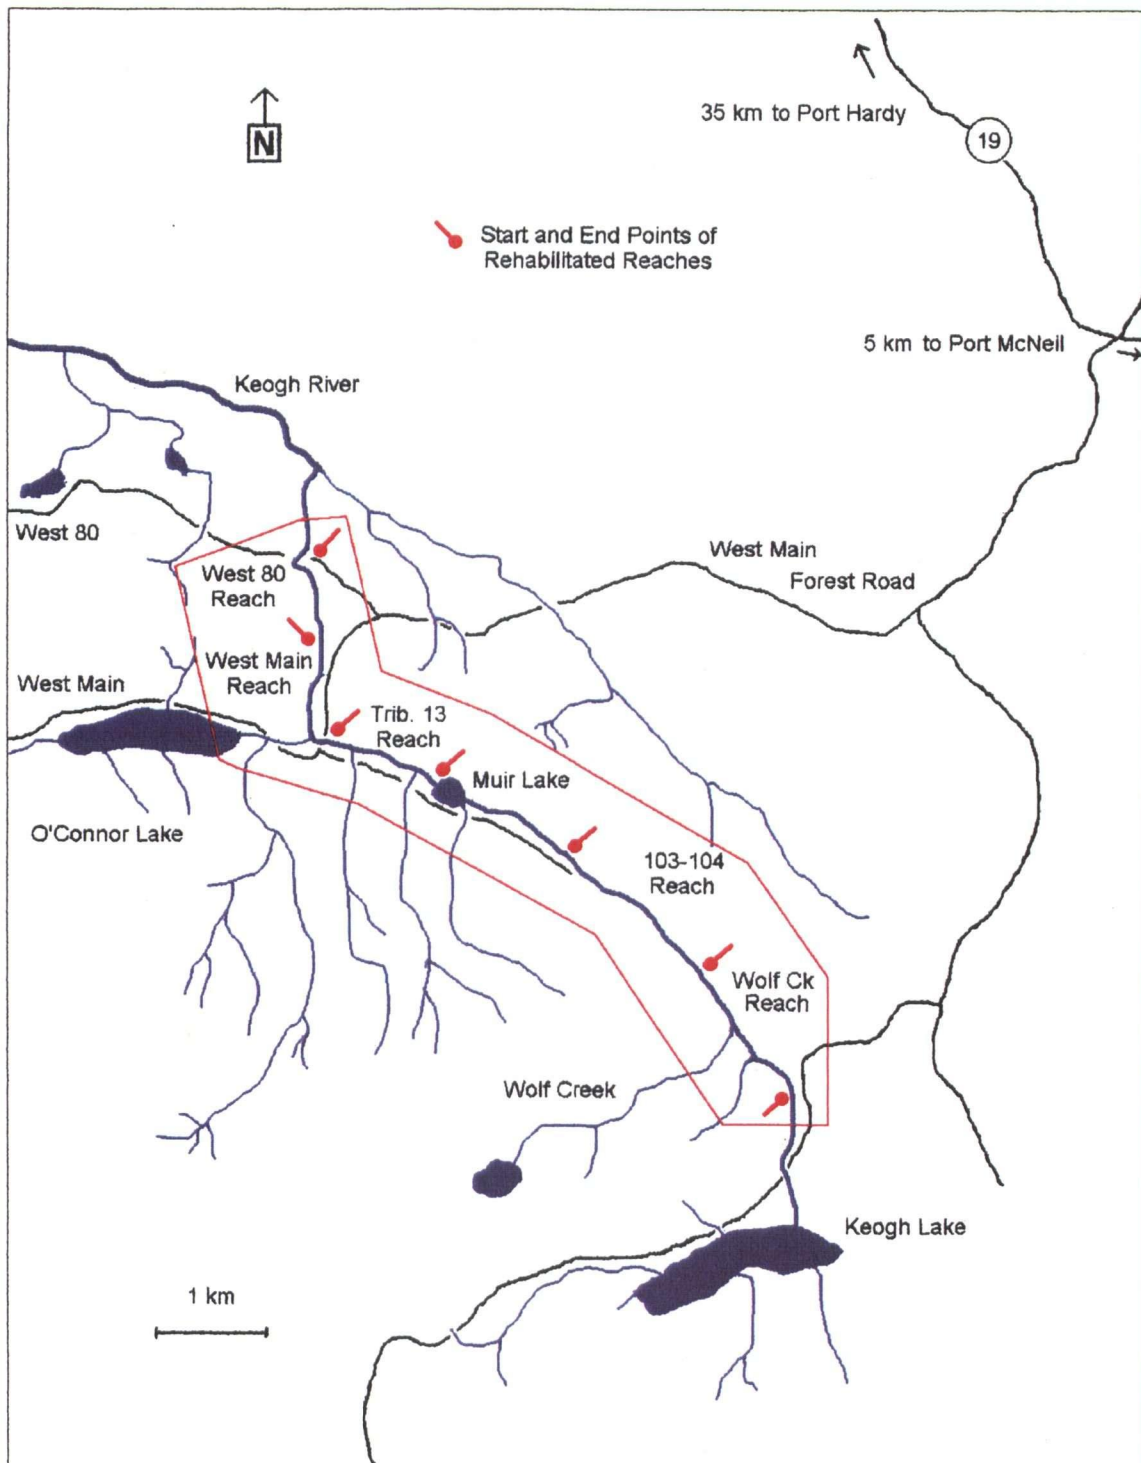 35 km to Port Hardy
19
N
Start and End Points of
Rehabilitated Reaches
5 km to Port McNeil
Keogh River
West 80
West Main
Forest Road
West 80
Reach
West Main
Reach
West Main
Trib. 13
Reach
Muir Lake
O'Connor Lake
103-104
Reach
Wolf Ck
Reach
Wolf Creek
Keogh Lake
1 km